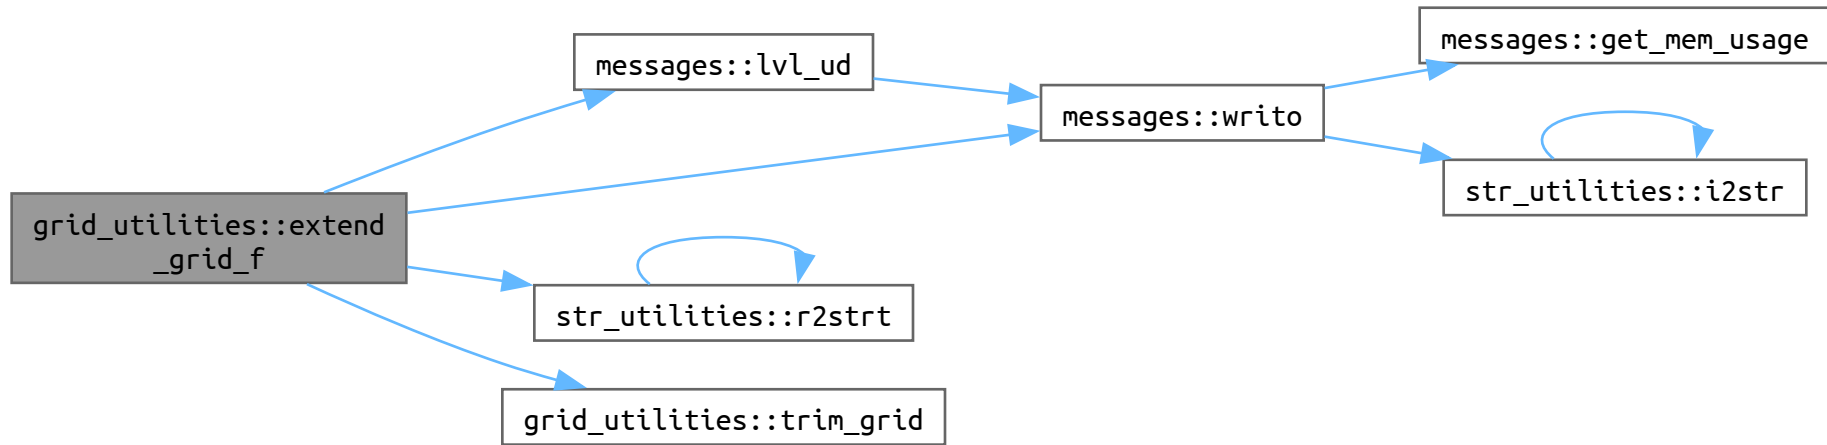 grid_utilities::extend
_grid_f
messages::lvl_ud
messages::writo
messages::get_mem_usage
str_utilities::i2str
str_utilities::r2strt
grid_utilities::trim_grid